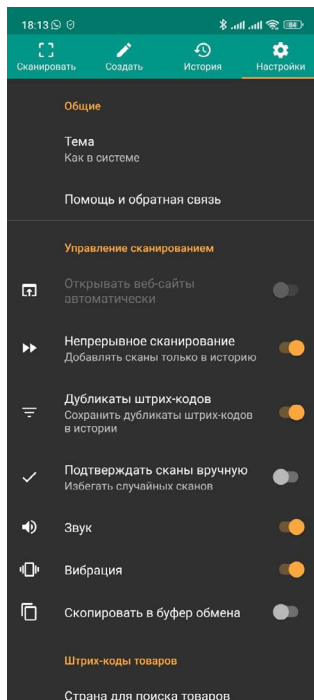 18:13
84
Сканировать Создать История Настройки
Общие
Тема
Как в системе
Помощь и обратная связь
Управление сканированием
Открывать веб-сайты
автоматически
Непрерывное сканирование
Добавлять сканы только в историю
Дубликаты штрих-кодов
Сохранить дубликаты штрих-кодов
в истории
Подтверждать сканы вручную
Избегать случайных сканов
Звук
Вибрация
Скопировать в буфер обмена
Штрих-коды товаров
Страна для поиска товаров